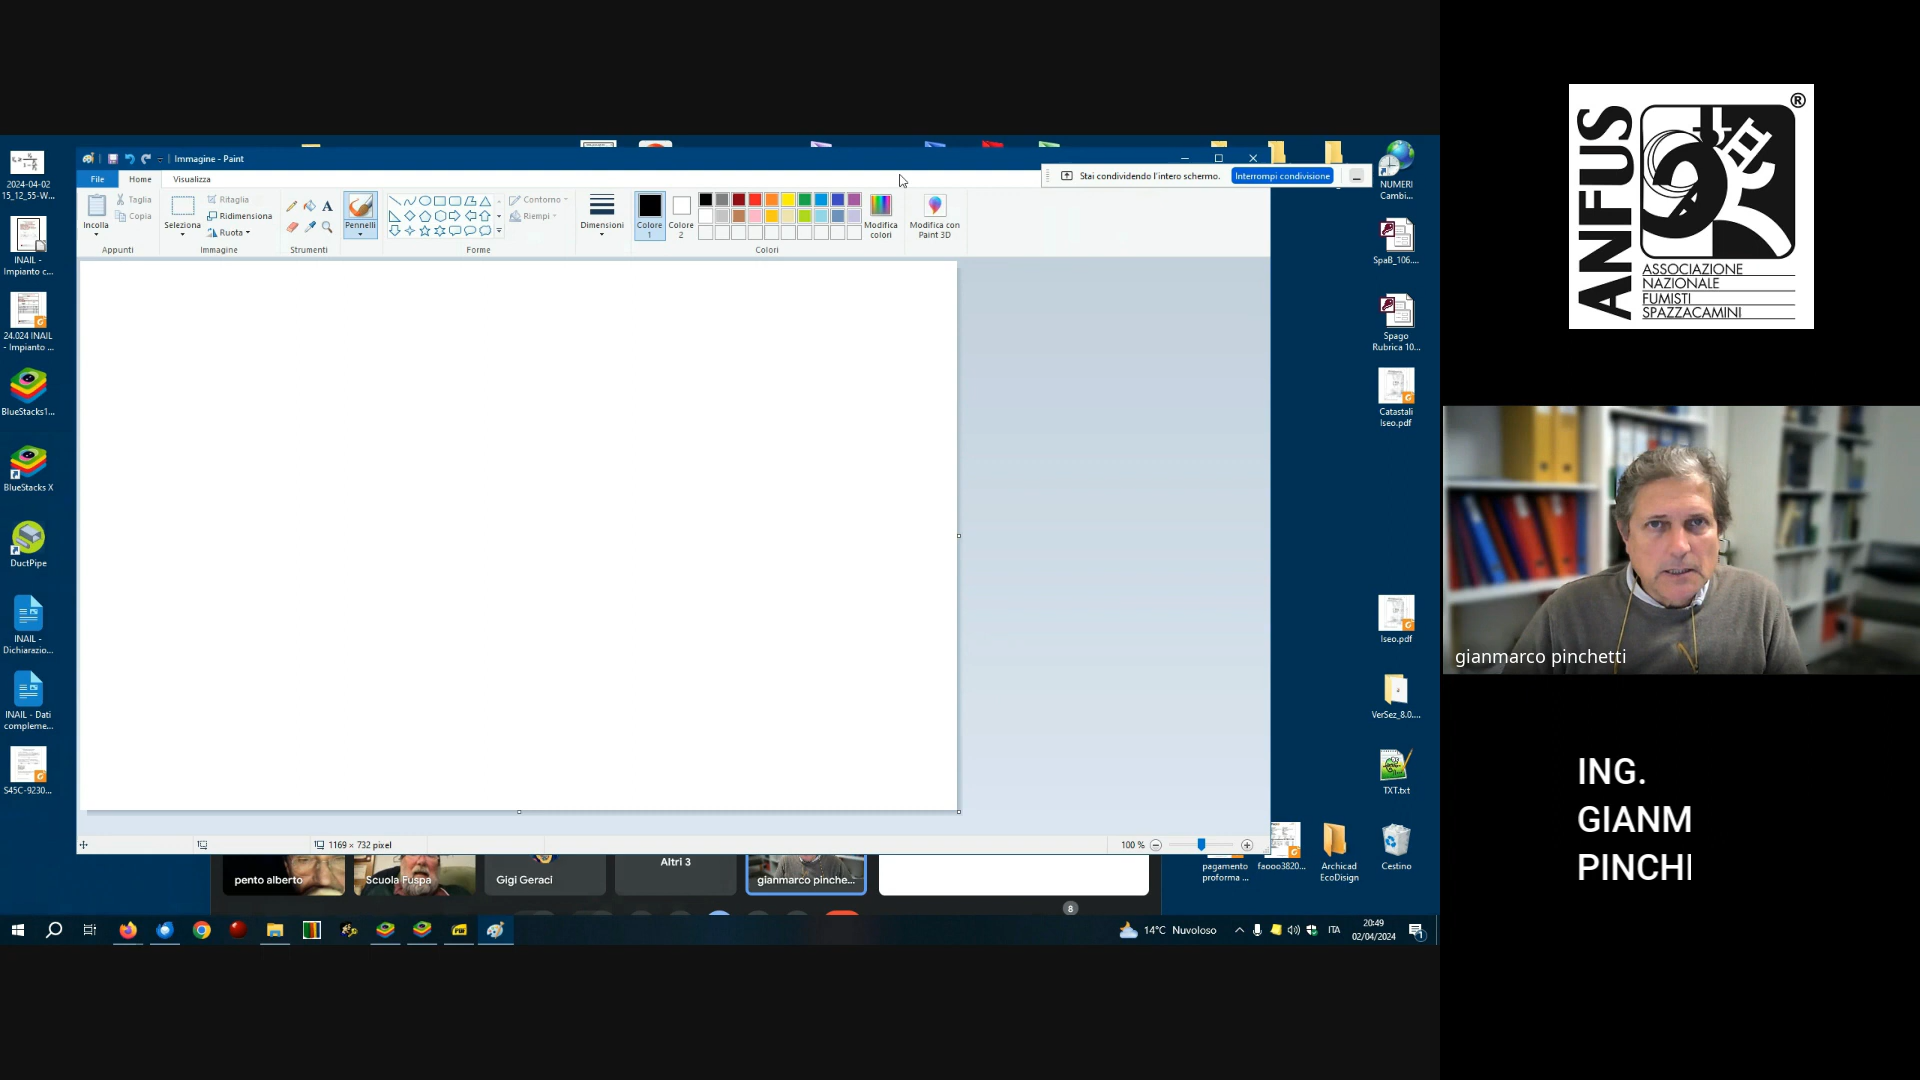 2024-04-02
15_12_55-W...
INAIL -
Impianto c...
24.024 INAIL
- Impianto ...
BlueStacks1...
BlueStacks X
DuctPipe
INAIL -
Dichiarazio...
INAIL - Dati
compleme...
S45C-9230...
Immagine - Paint
File Home Visualizza
Stai condividendo l'intero schermo. Interrompi condivisione
Incolla
Taglia
Copia
Appunti
Seleziona
Ritaglia
Ridimensiona
Ruota
Immagine
A
Strumenti
Pennelli
Contorno
Riempi
Forme
Dimensioni
Colore
1
Colore
2
Modifica
colori
Colori
Modifica con
Paint 3D
1169 × 732 pixel
100 %
NUMERI
Cambi...
SpaB_106....
Spago
Rubrica 10...
Catastali
Iseo.pdf
Iseo.pdf
VerSez_8.0....
TXT.txt
pagamento
proforma ...
faooo3820...
Archicad
EcoDisign
Cestino
pento alberto
Scuola Fuspa
Gigi Geraci
Altri 3
gianmarco pinche...
8
14°C Nuvoloso
ITA
20:49
02/04/2024
1
ANFUS
®
ASSOCIAZIONE
NAZIONALE
FUMISTI
SPAZZACAMINI
gianmarco pinchetti
ING.
GIANM
PINCHI